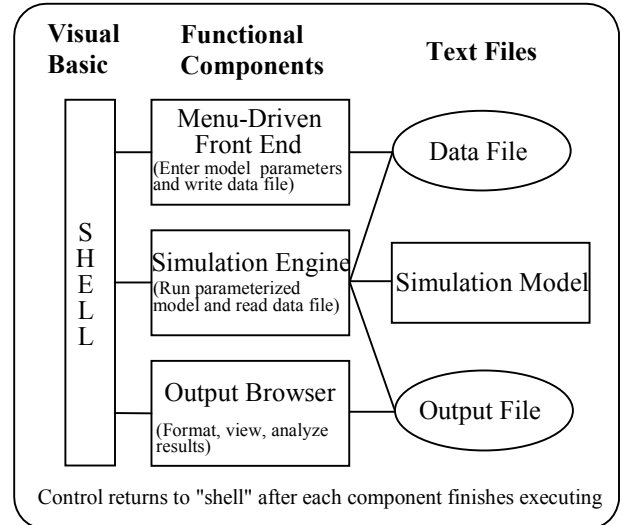 Visual
Basic
Functional
Components
Text Files
SHELL
Menu-Driven
Front End
(Enter model parameters
and write data file)
Data File
Simulation Engine
(Run parameterized
model and read data file)
Simulation Model
Output Browser
(Format, view, analyze
results)
Output File
Control returns to "shell" after each component finishes executing